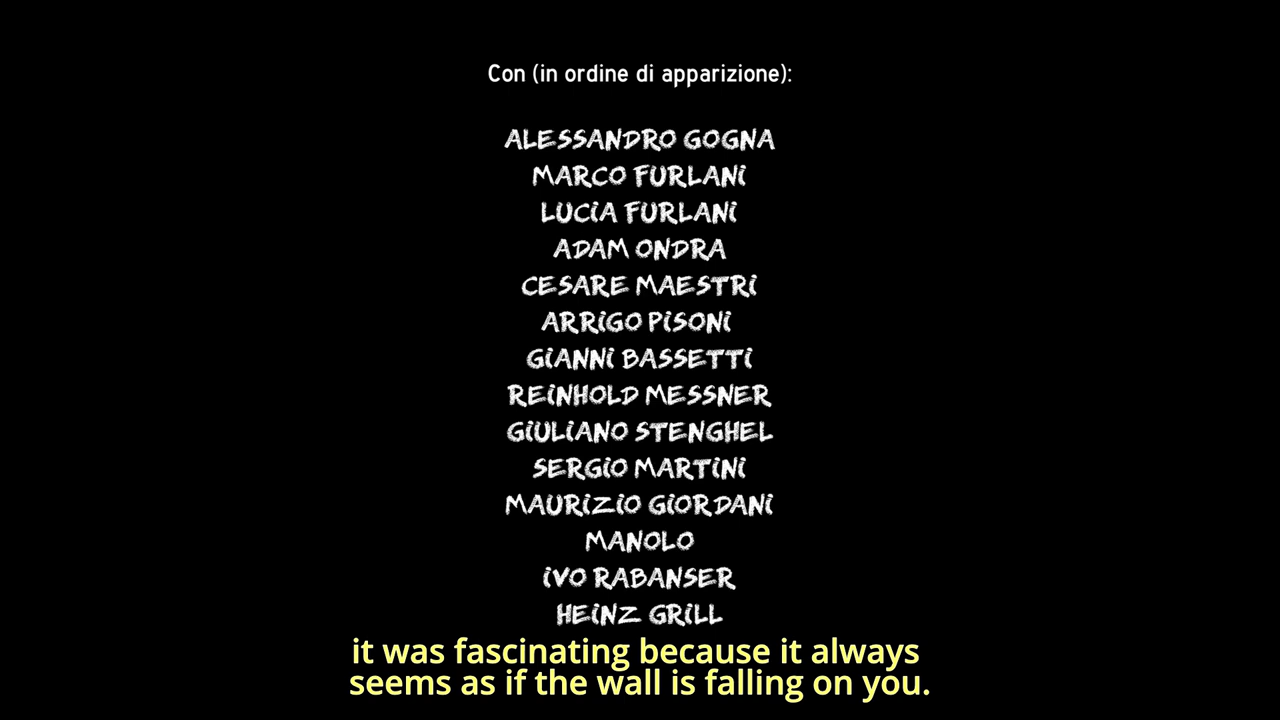 Con (in ordine di apparizione):
ALESSANDRO GOGNA
MARCO FURLANi
LUCiA FURLANi
ADAM ONDRA
CESARE MAESTRi
ARRiGO PiSONi
GiANNi BASSETTi
REiNHOLD MESSNER
GiULiANO STENGHEL
SERGiO MARTiNi
MAURiZiO GiORDANi
MANOLO
iVO RABANSER
HEiNZ GRiLL
it was fascinating because it always
seems as if the wall is falling on you.